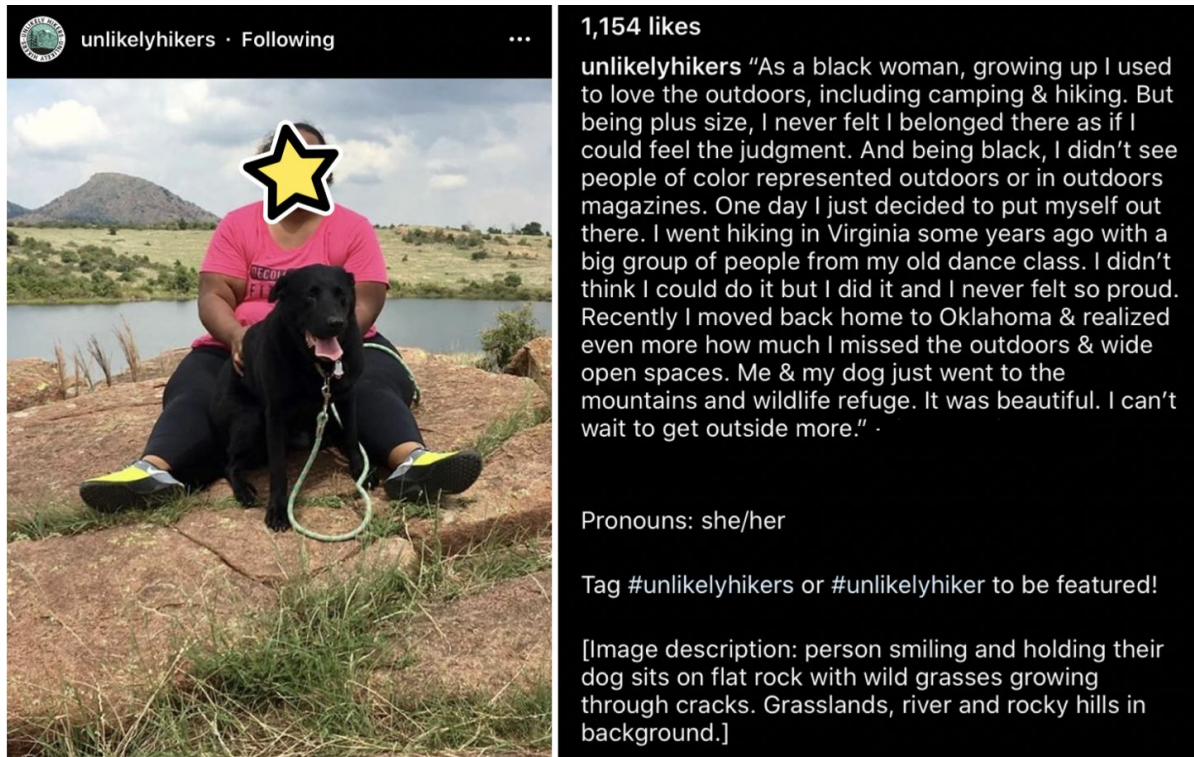 unlikelyhikers · Following
1,154 likes
unlikelyhikers “As a black woman, growing up I used
to love the outdoors, including camping & hiking. But
being plus size, I never felt I belonged there as if I
could feel the judgment. And being black, I didn’t see
people of color represented outdoors or in outdoors
magazines. One day I just decided to put myself out
there. I went hiking in Virginia some years ago with a
big group of people from my old dance class. I didn’t
think I could do it but I did it and I never felt so proud.
Recently I moved back home to Oklahoma & realized
even more how much I missed the outdoors & wide
open spaces. Me & my dog just went to the
mountains and wildlife refuge. It was beautiful. I can’t
wait to get outside more.” ·
Pronouns: she/her
Tag #unlikelyhikers or #unlikelyhiker to be featured!
[Image description: person smiling and holding their
dog sits on flat rock with wild grasses growing
through cracks. Grasslands, river and rocky hills in
background.]